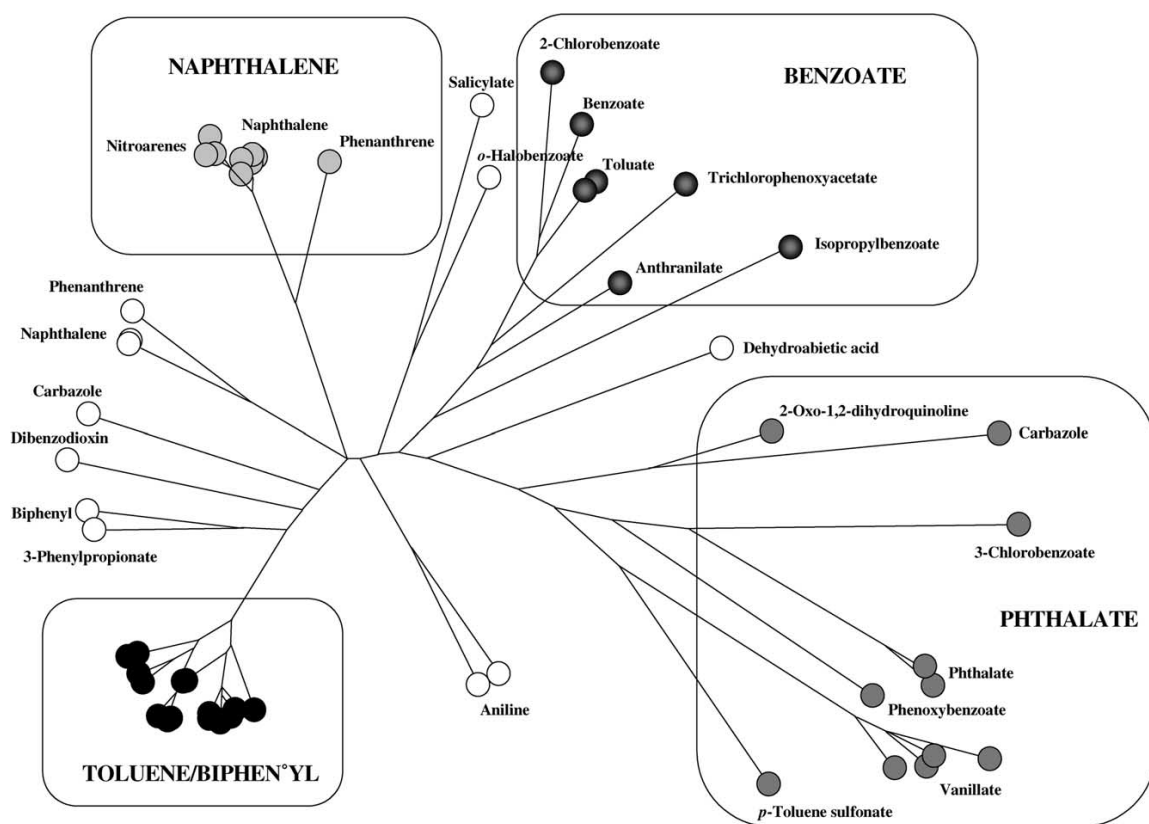 2-Chlorobenzoate
NAPHTHALENE
BENZOATE
Salicylate
Naphthalene
Benzoate
Nitroarenes
Phenanthrene
o-Halobenzoate
Toluate
Trichlorophenoxyacetate
Isopropylbenzoate
Anthranilate
Phenanthrene
Naphthalene
Dehydroabietic acid
Carbazole
2-Oxo-1,2-dihydroquinoline
Carbazole
Dibenzodioxin
Biphenyl
3-Phenylpropionate
3-Chlorobenzoate
PHTHALATE
Phthalate
Phenoxybenzoate
Aniline
TOLUENE/BIPHEN°YL
Vanillate
p-Toluene sulfonate